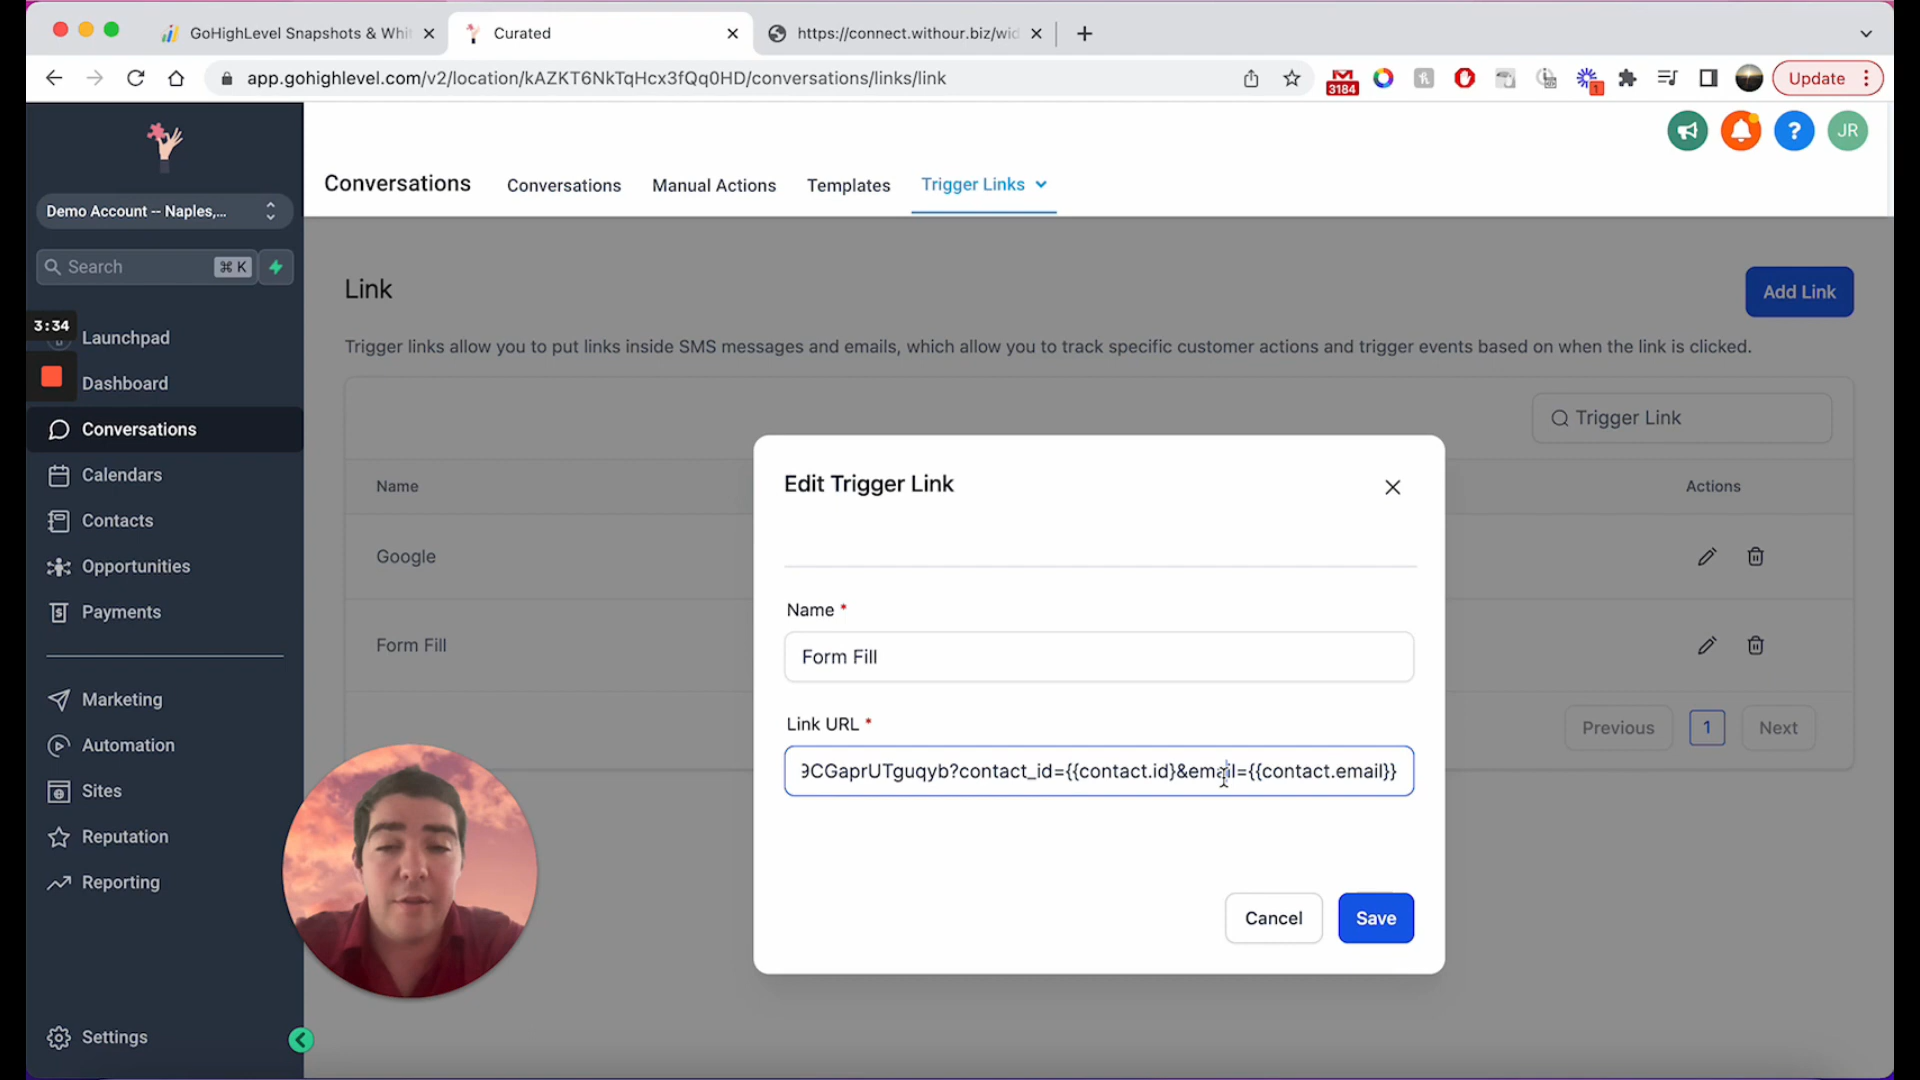 GoHighLevel Snapshots & Whi
Curated
https://connect.withour.biz/wid
app.gohighlevel.com/v2/location/kAZKT6NkTqHcx3fQq0HD/conversations/links/link
3184
1
Update
JR
Conversations
Conversations
Manual Actions
Templates
Trigger Links
Demo Account -- Naples,...
Search
⌘ K
3:34
Launchpad
Dashboard
Conversations
Calendars
Contacts
Opportunities
Payments
Marketing
Automation
Sites
Reputation
Reporting
Settings
Link
Add Link
Trigger links allow you to put links inside SMS messages and emails, which allow you to track specific customer actions and trigger events based on when the link is clicked.
Trigger Link
Name
Actions
Google
Form Fill
Previous
1
Next
Edit Trigger Link
Name *
Form Fill
Link URL *
9CGaprUTguqyb?contact_id={{contact.id}&email={{contact.email}}
Cancel
Save